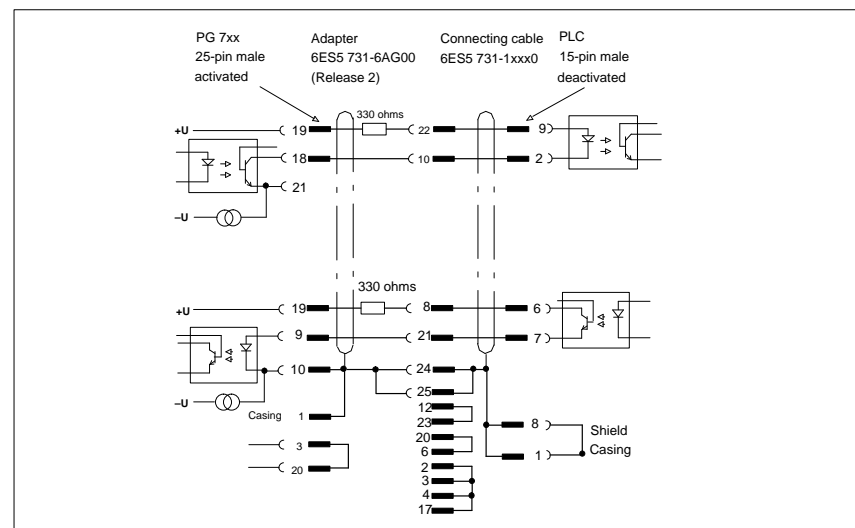 PG 7xx
25-pin male
activated
Adapter
6ES5 731-6AG00
(Release 2)
Connecting cable
6ES5 731-1xxx0
PLC
15-pin male
deactivated
330 ohms
+U
19
22
9
18
10
2
21
–U
330 ohms
+U
19
8
6
9
21
7
10
24
–U
25
Casing 1
12
23
8
Shield
3
20
Casing
20
6
1
2
3
4
17